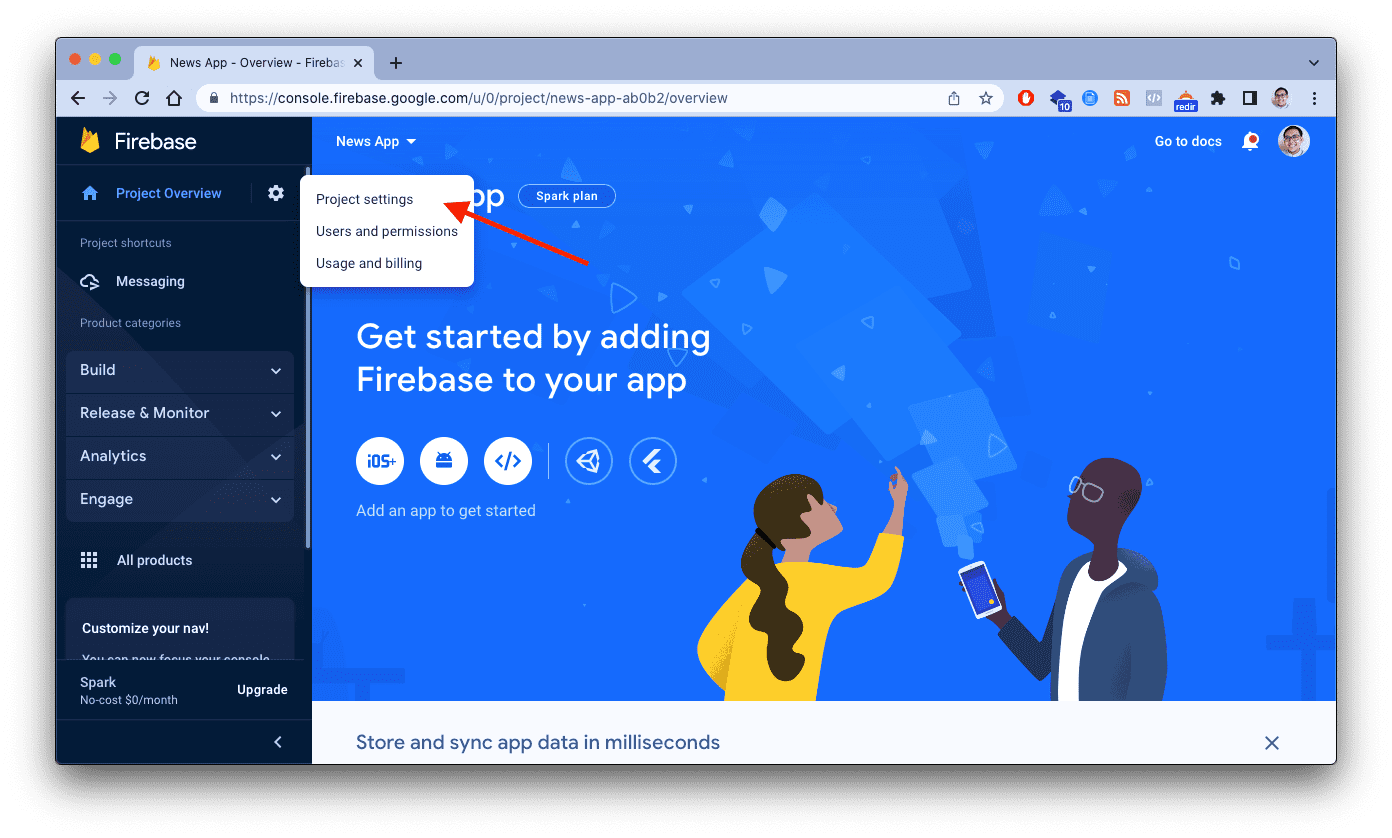 News App - Overview - Firebas
https://console.firebase.google.com/u/0/project/news-app-ab0b2/overview
10
redir
Firebase
News App
Go to docs
Project Overview
Project settings
pp
Spark plan
Users and permissions
Project shortcuts
Usage and billing
Messaging
Product categories
Get started by adding
Firebase to your app
Build
Release & Monitor
Analytics
Engage
iOS+
Add an app to get started
All products
Customize your nav!
You can now focus your console
Spark
No-cost $0/month
Upgrade
Store and sync app data in milliseconds